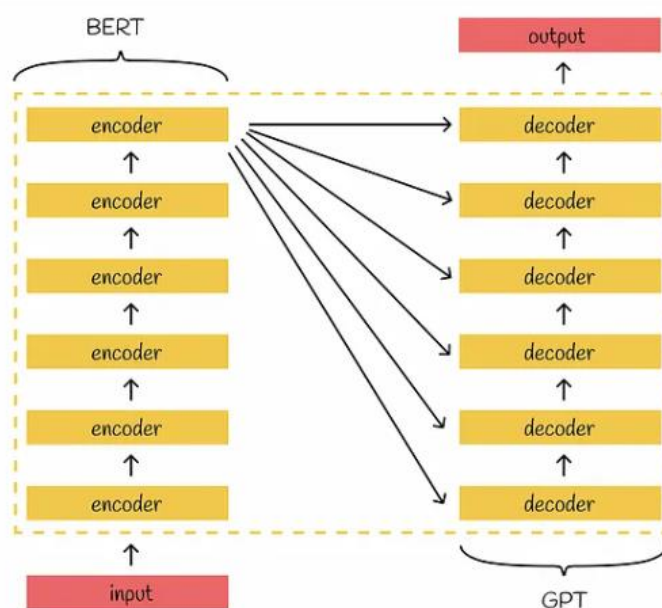 BERT
output
encoder
decoder
encoder
decoder
encoder
decoder
encoder
decoder
encoder
decoder
encoder
decoder
input
GPT